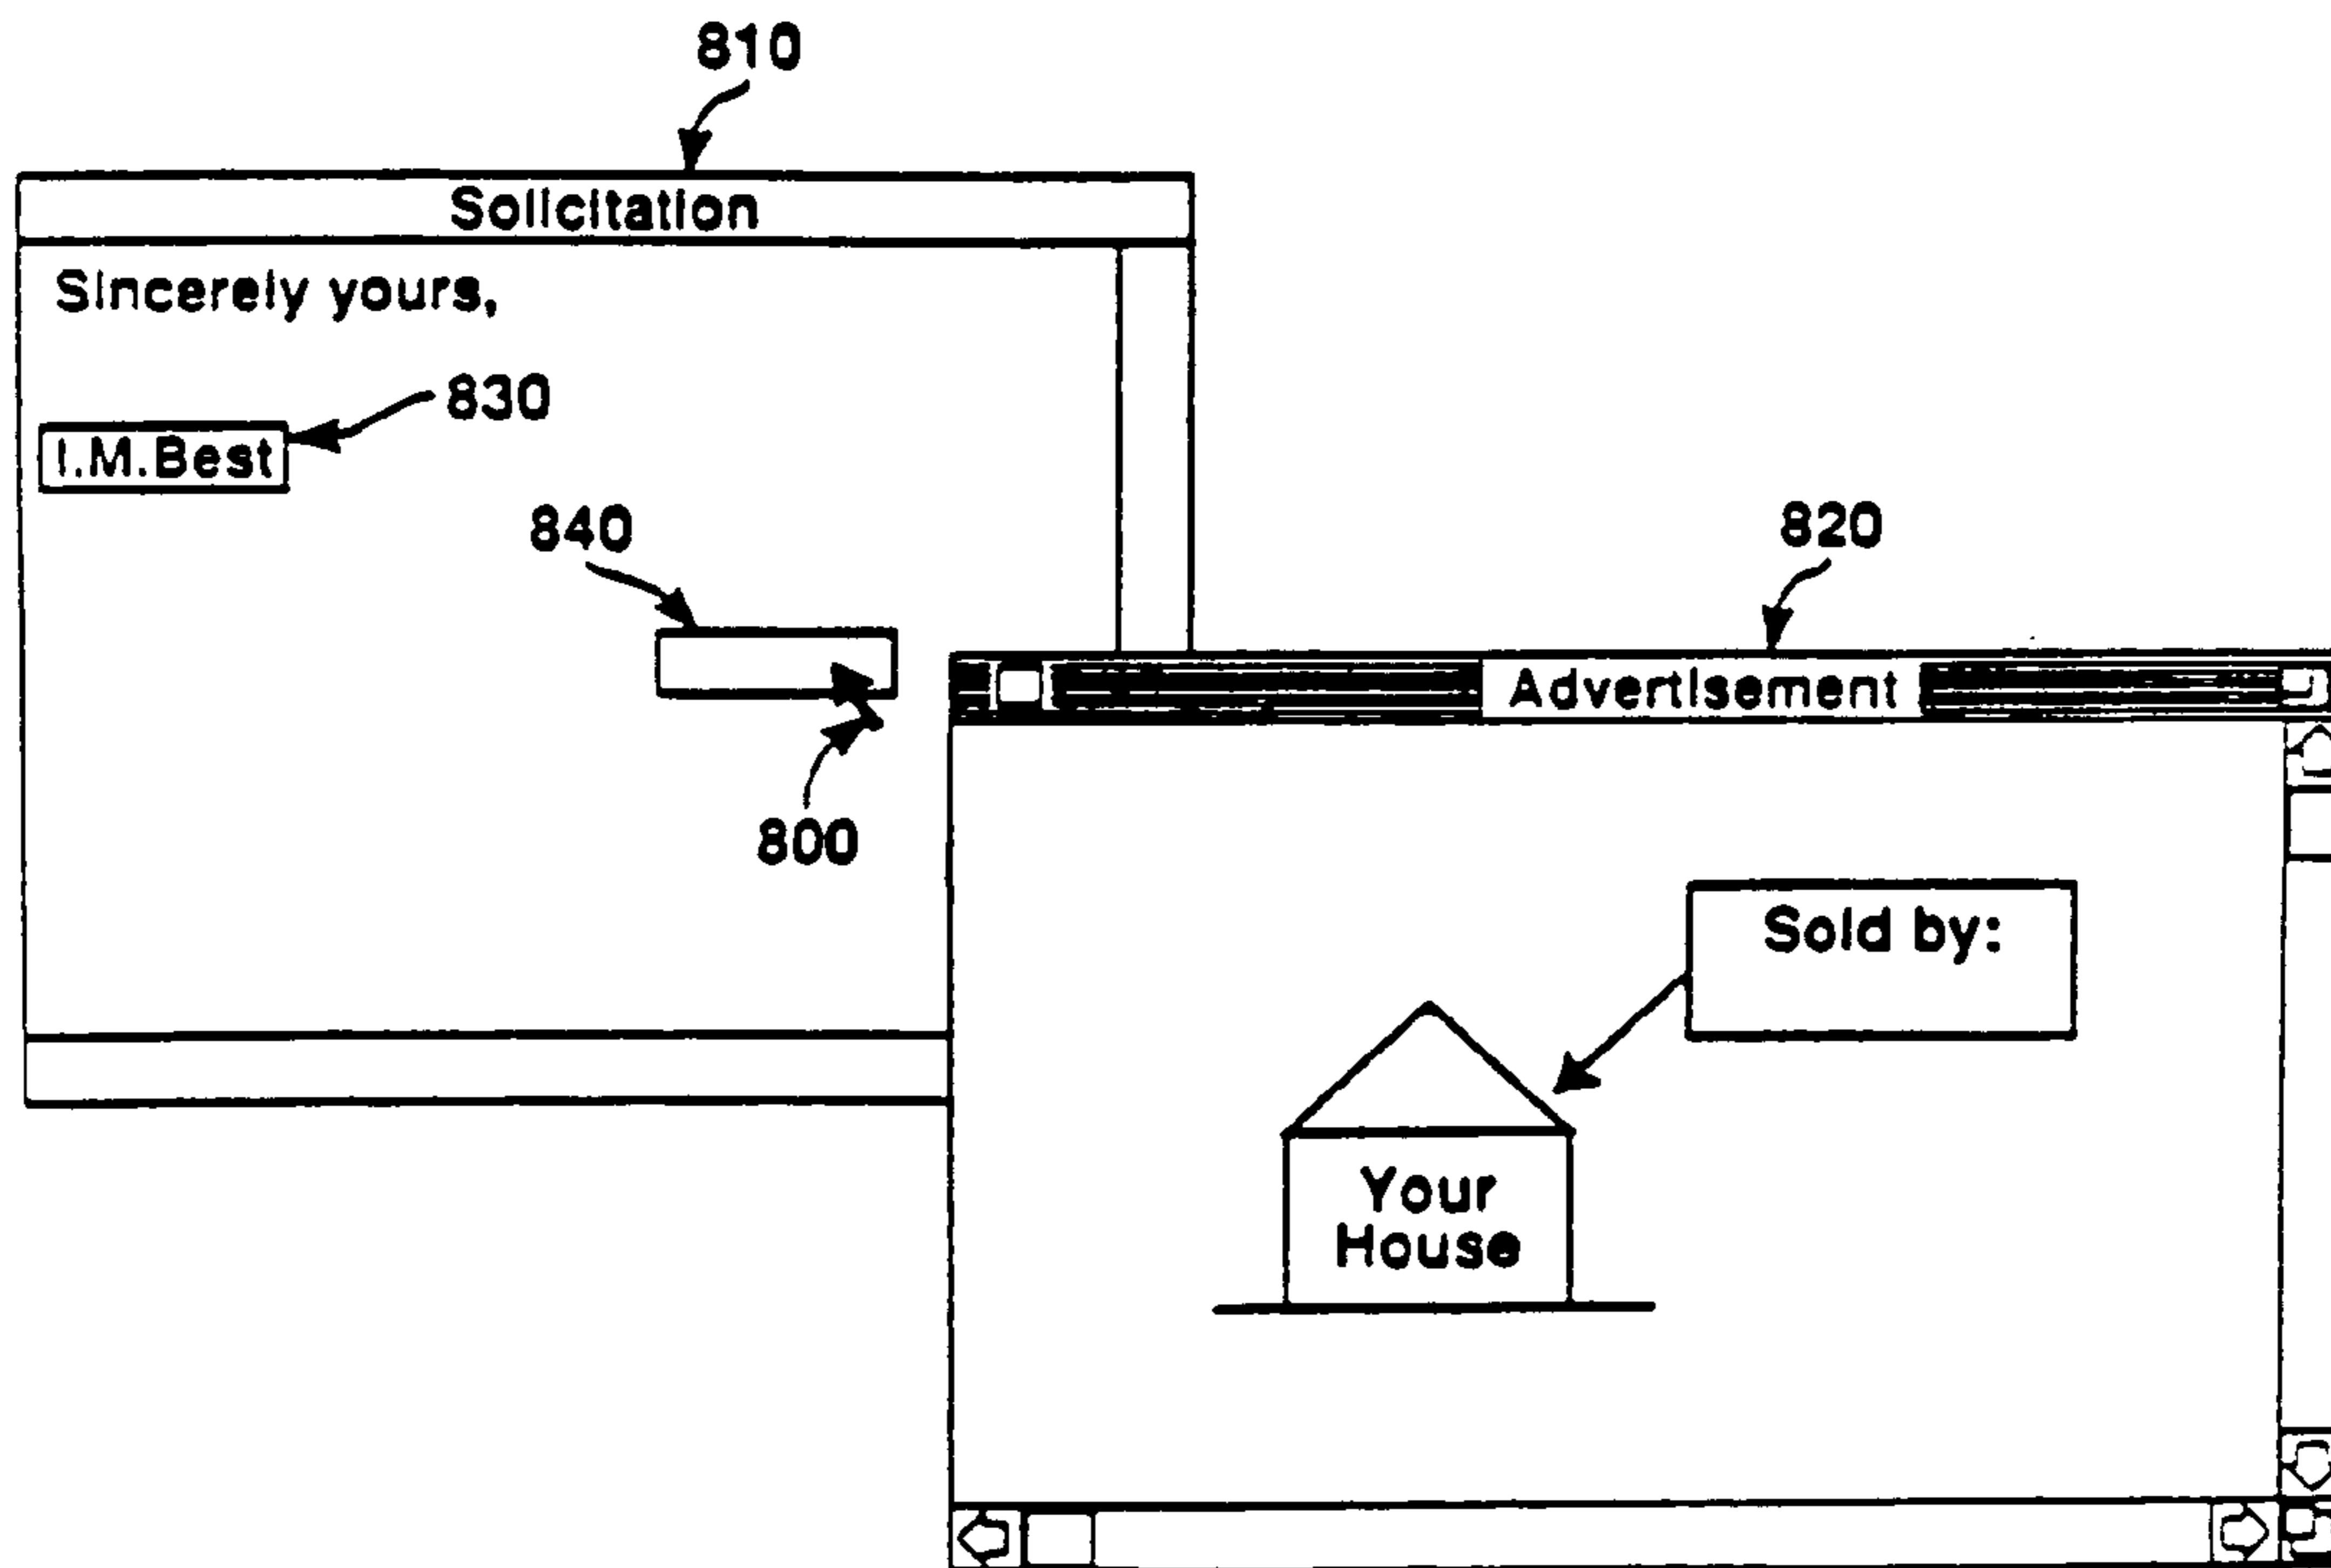 810
Solicitation
Sincerely yours,
830
I.M.Best
840
820
Advertisement
800
Sold by:
Your
House